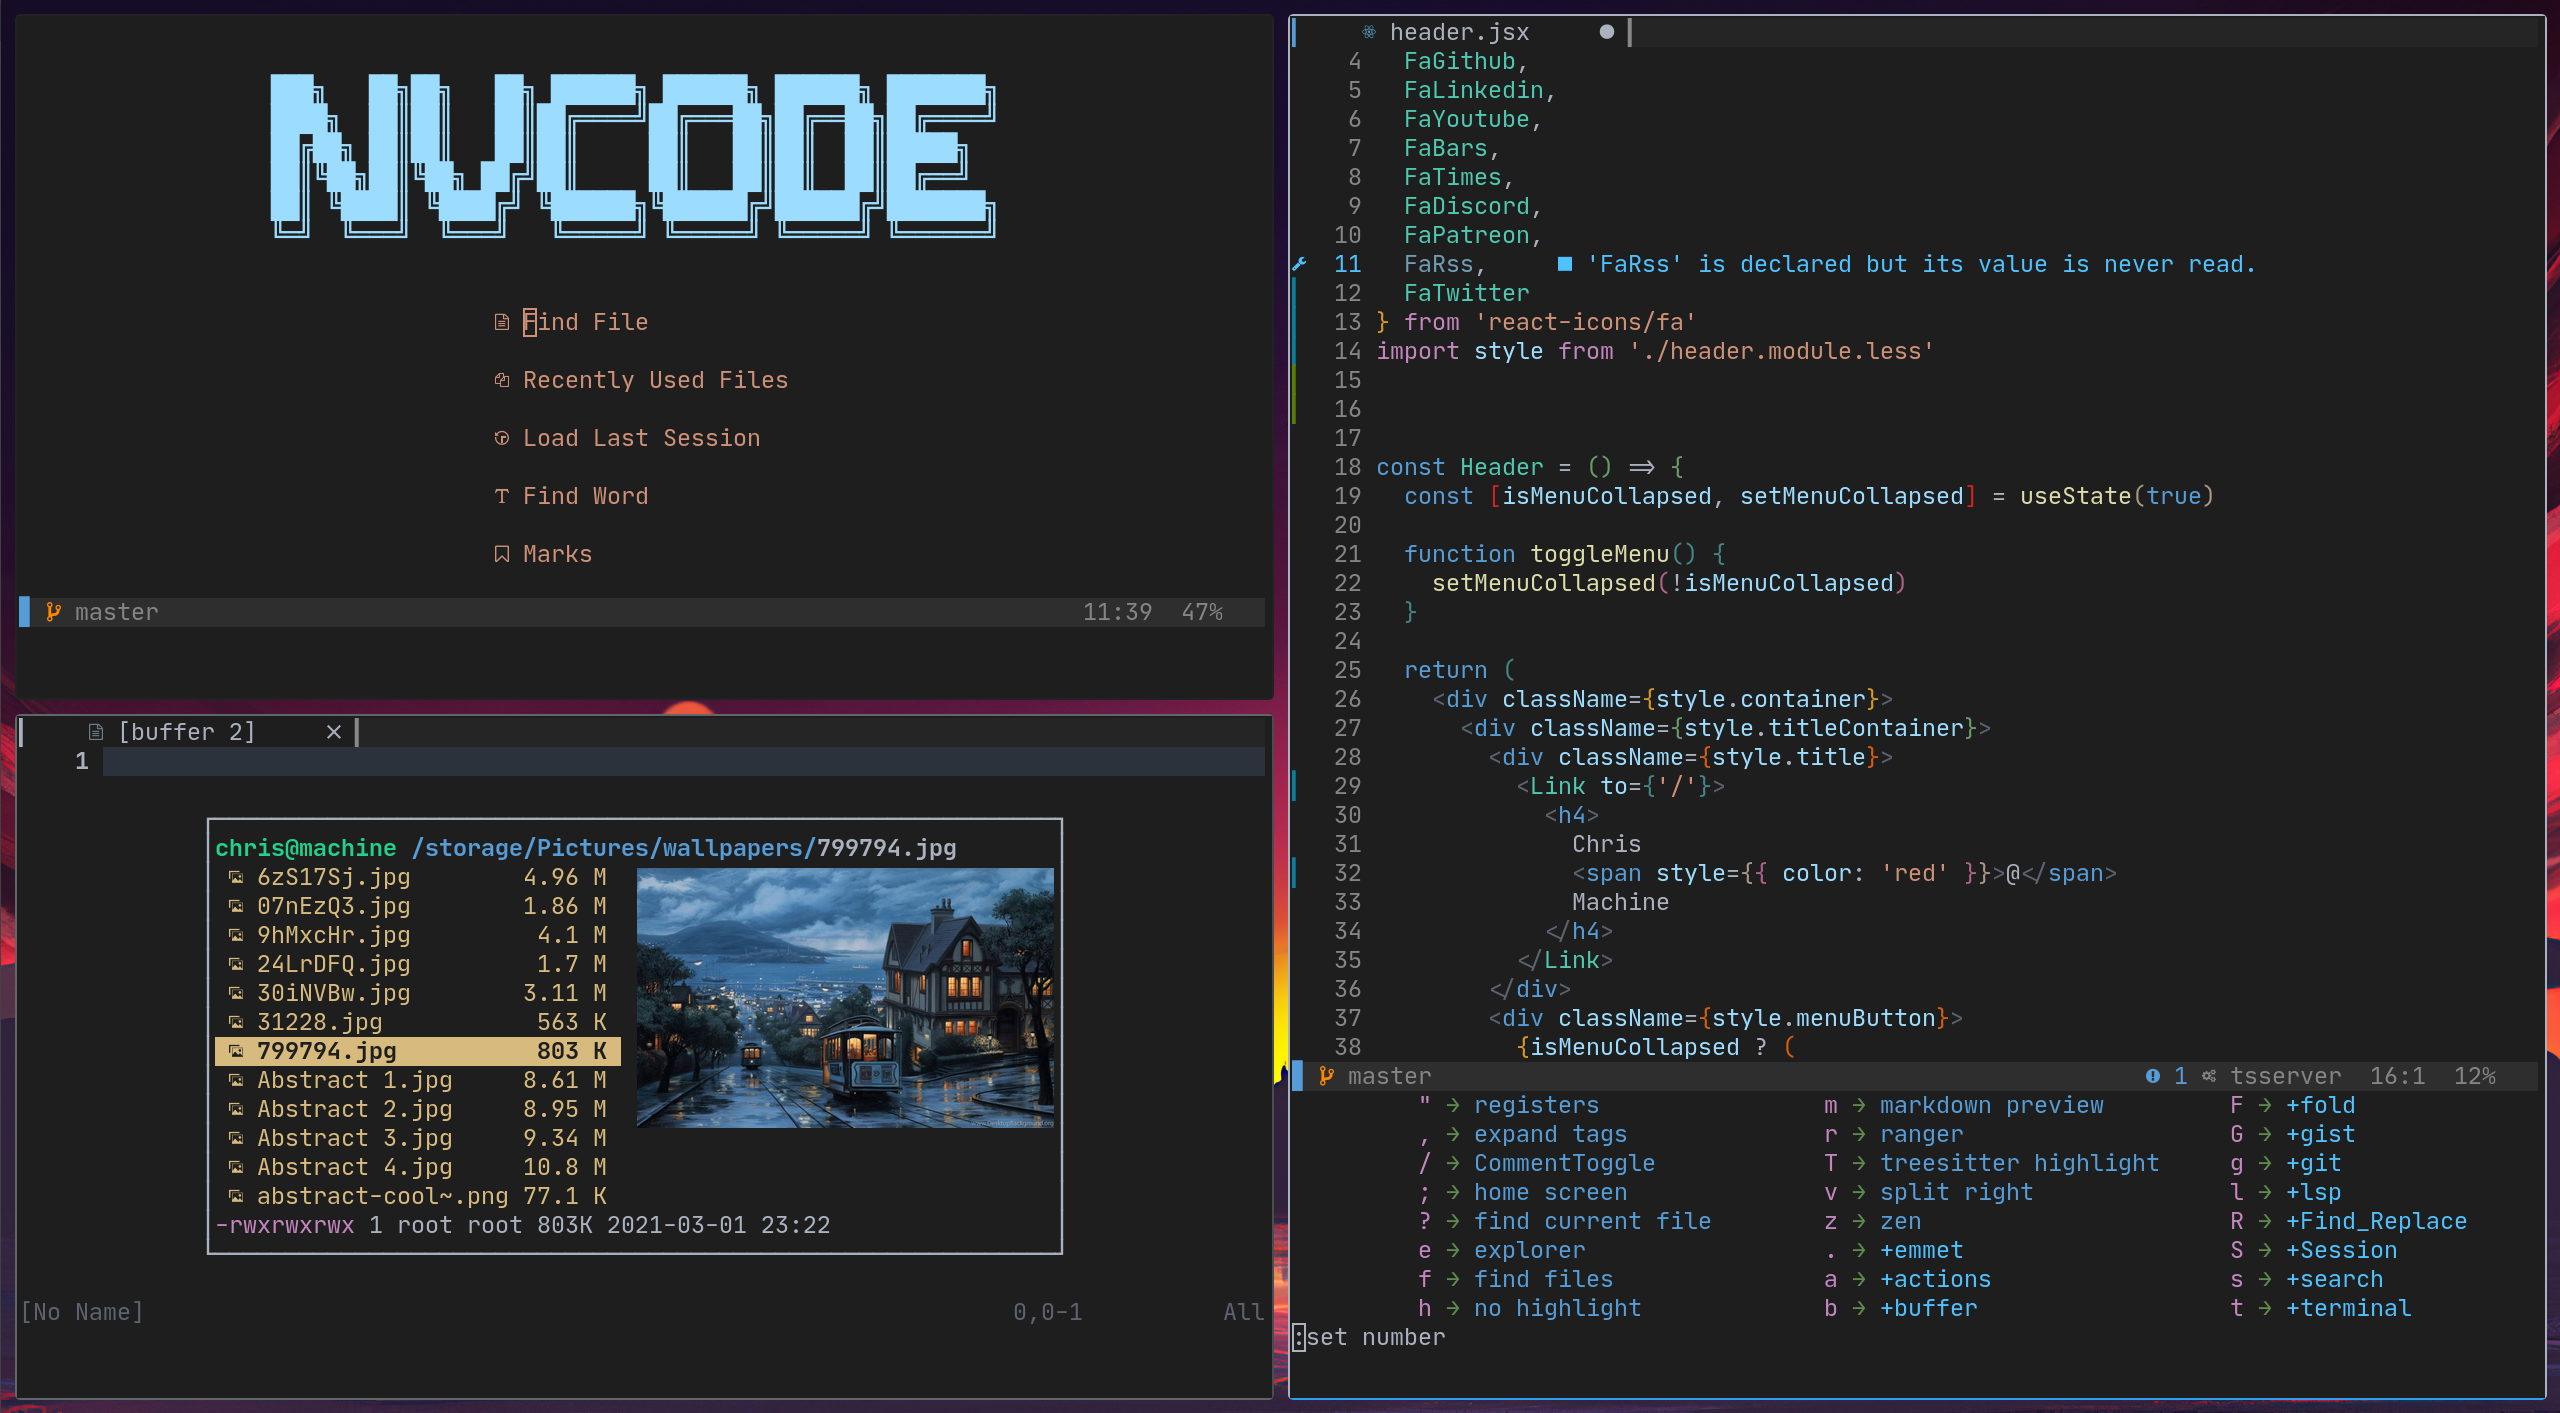 NVCODE
Find File
Recently Used Files
Load Last Session
Find Word
Marks
master 11:39 47%
[buffer 2] ×
1
chris@machine /storage/Pictures/wallpapers/799794.jpg
6zS17Sj.jpg 4.96 M
07nEzQ3.jpg 1.86 M
9hMxcHr.jpg 4.1 M
24LrDFQ.jpg 1.7 M
30iNVBw.jpg 3.11 M
31228.jpg 563 K
799794.jpg 803 K
Abstract 1.jpg 8.61 M
Abstract 2.jpg 8.95 M
Abstract 3.jpg 9.34 M
Abstract 4.jpg 10.8 M
abstract-cool~.png 77.1 K
-rwxrwxrwx 1 root root 803K 2021-03-01 23:22
[No Name] 0,0-1 All
header.jsx ●
4 FaGithub,
5 FaLinkedin,
6 FaYoutube,
7 FaBars,
8 FaTimes,
9 FaDiscord,
10 FaPatreon,
11 FaRss, ■ 'FaRss' is declared but its value is never read.
12 FaTwitter
13 } from 'react-icons/fa'
14 import style from './header.module.less'
15
16
17
18 const Header = () => {
19 const [isMenuCollapsed, setMenuCollapsed] = useState(true)
20
21 function toggleMenu() {
22 setMenuCollapsed(!isMenuCollapsed)
23 }
24
25 return (
26 <div className={style.container}>
27 <div className={style.titleContainer}>
28 <div className={style.title}>
29 <Link to={'/'}>
30 <h4>
31 Chris
32 <span style={{ color: 'red' }}>@</span>
33 Machine
34 </h4>
35 </Link>
36 </div>
37 <div className={style.menuButton}>
38 {isMenuCollapsed ? (
master 1 tsserver 16:1 12%
" → registers m → markdown preview F → +fold
, → expand tags r → ranger G → +gist
/ → CommentToggle T → treesitter highlight g → +git
; → home screen v → split right l → +lsp
? → find current file z → zen R → +Find_Replace
e → explorer . → +emmet S → +Session
f → find files a → +actions s → +search
h → no highlight b → +buffer t → +terminal
:set number